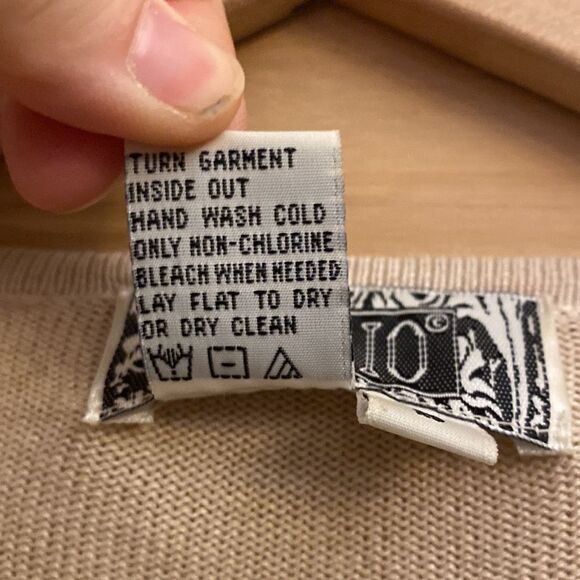 TURN GARMENT
INSIDE OUT
HAND WASH COLD
ONLY NON-CHLORINE
BLEACH WHEN NEEDED
LAY FLAT TO DRY
OR DRY CLEAN
IO